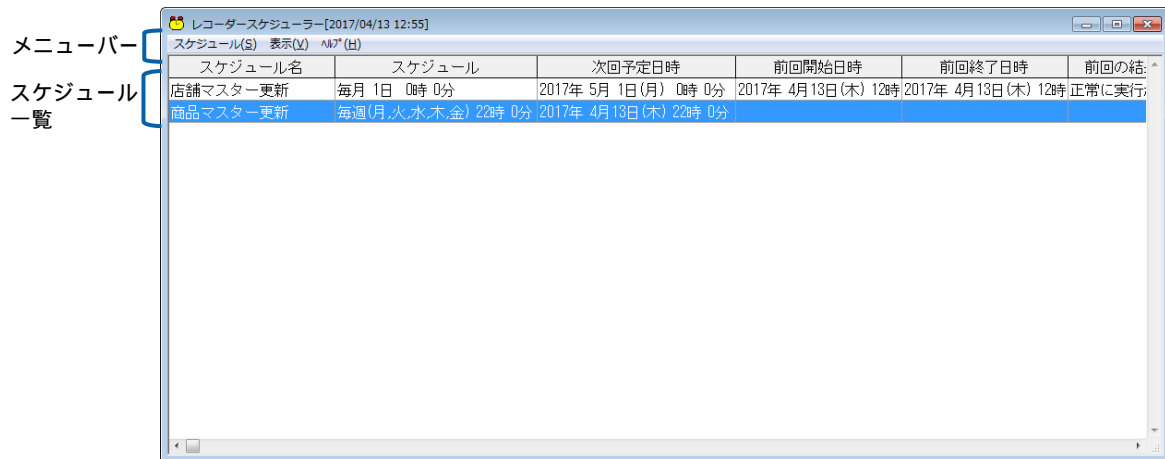 レコーダースケジューラー[2017/04/13 12:55]
メニューバー
スケジュール(S) 表示(V) ﾍﾙﾌﾟ(H)
スケジュール名 スケジュール 次回予定日時 前回開始日時 前回終了日時 前回の結
スケジュール
一覧
店舗マスター更新 毎月 1日 0時 0分 2017年 5月 1日(月) 0時 0分 2017年 4月13日(木) 12時 2017年 4月13日(木) 12時 正常に実行
商品マスター更新 毎週(月,火,水,木,金) 22時 0分 2017年 4月13日(木) 22時 0分